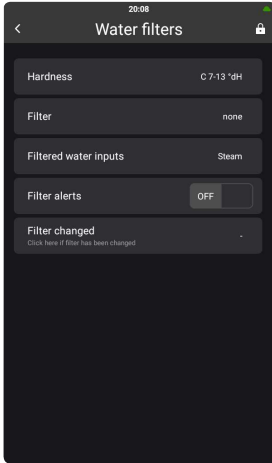 20:08
Water filters
Hardness C 7-13 °dH
Filter none
Filtered water inputs Steam
Filter alerts OFF
Filter changed -
Click here if filter has been changed